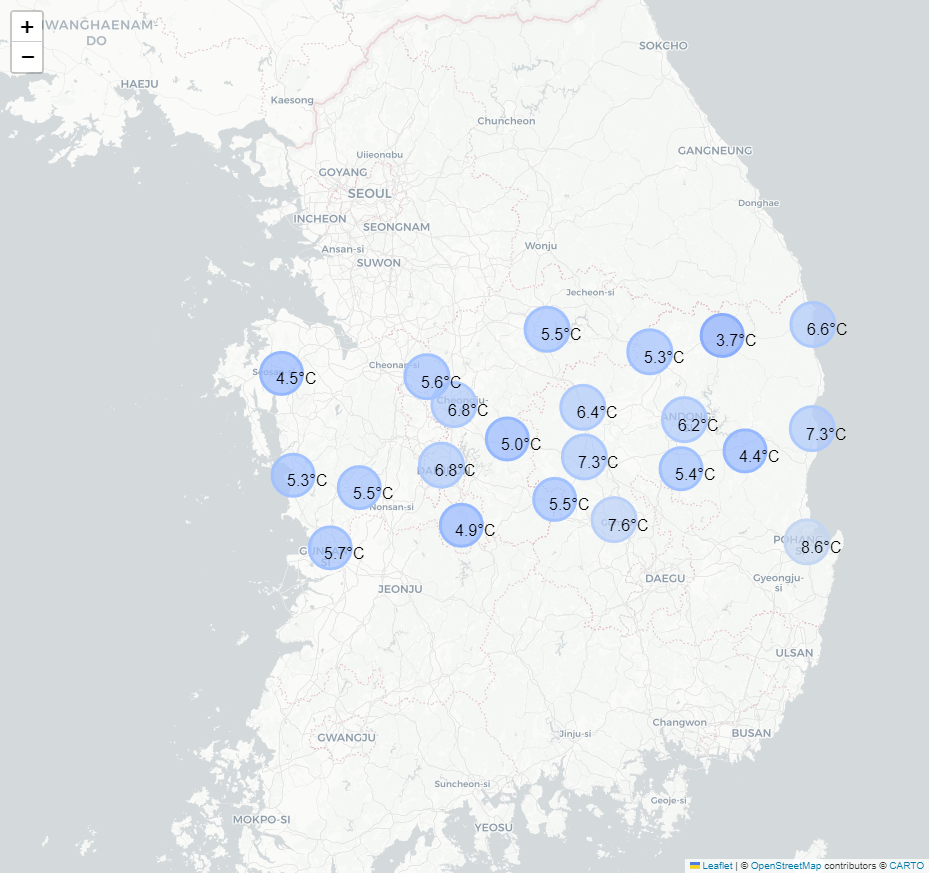 +
−
WANGHAENAM-
DO
HAEJU
Kaesong
SOKCHO
Chuncheon
GANGNEUNG
Uijeongbu
GOYANG
SEOUL
Donghae
INCHEON
SEONGNAM
Ansan-si
Wonju
SUWON
Jecheon-si
6.6°C
5.5°C
3.7°C
5.3°C
Cheonan-si
4.5°C
5.6°C
6.8°C
6.4°C
6.2°C
7.3°C
5.0°C
4.4°C
7.3°C
6.8°C
5.4°C
5.3°C
5.5°C
5.5°C
Nonsan-si
4.9°C
7.6°C
5.7°C
POHANG-
8.6°C
DAEGU
Gyeongju-
si
JEONJU
ULSAN
Changwon
BUSAN
Jinju-si
GWANGJU
Suncheon-si
Geoje-si
MOKPO-SI
YEOSU
Leaflet | © OpenStreetMap contributors © CARTO